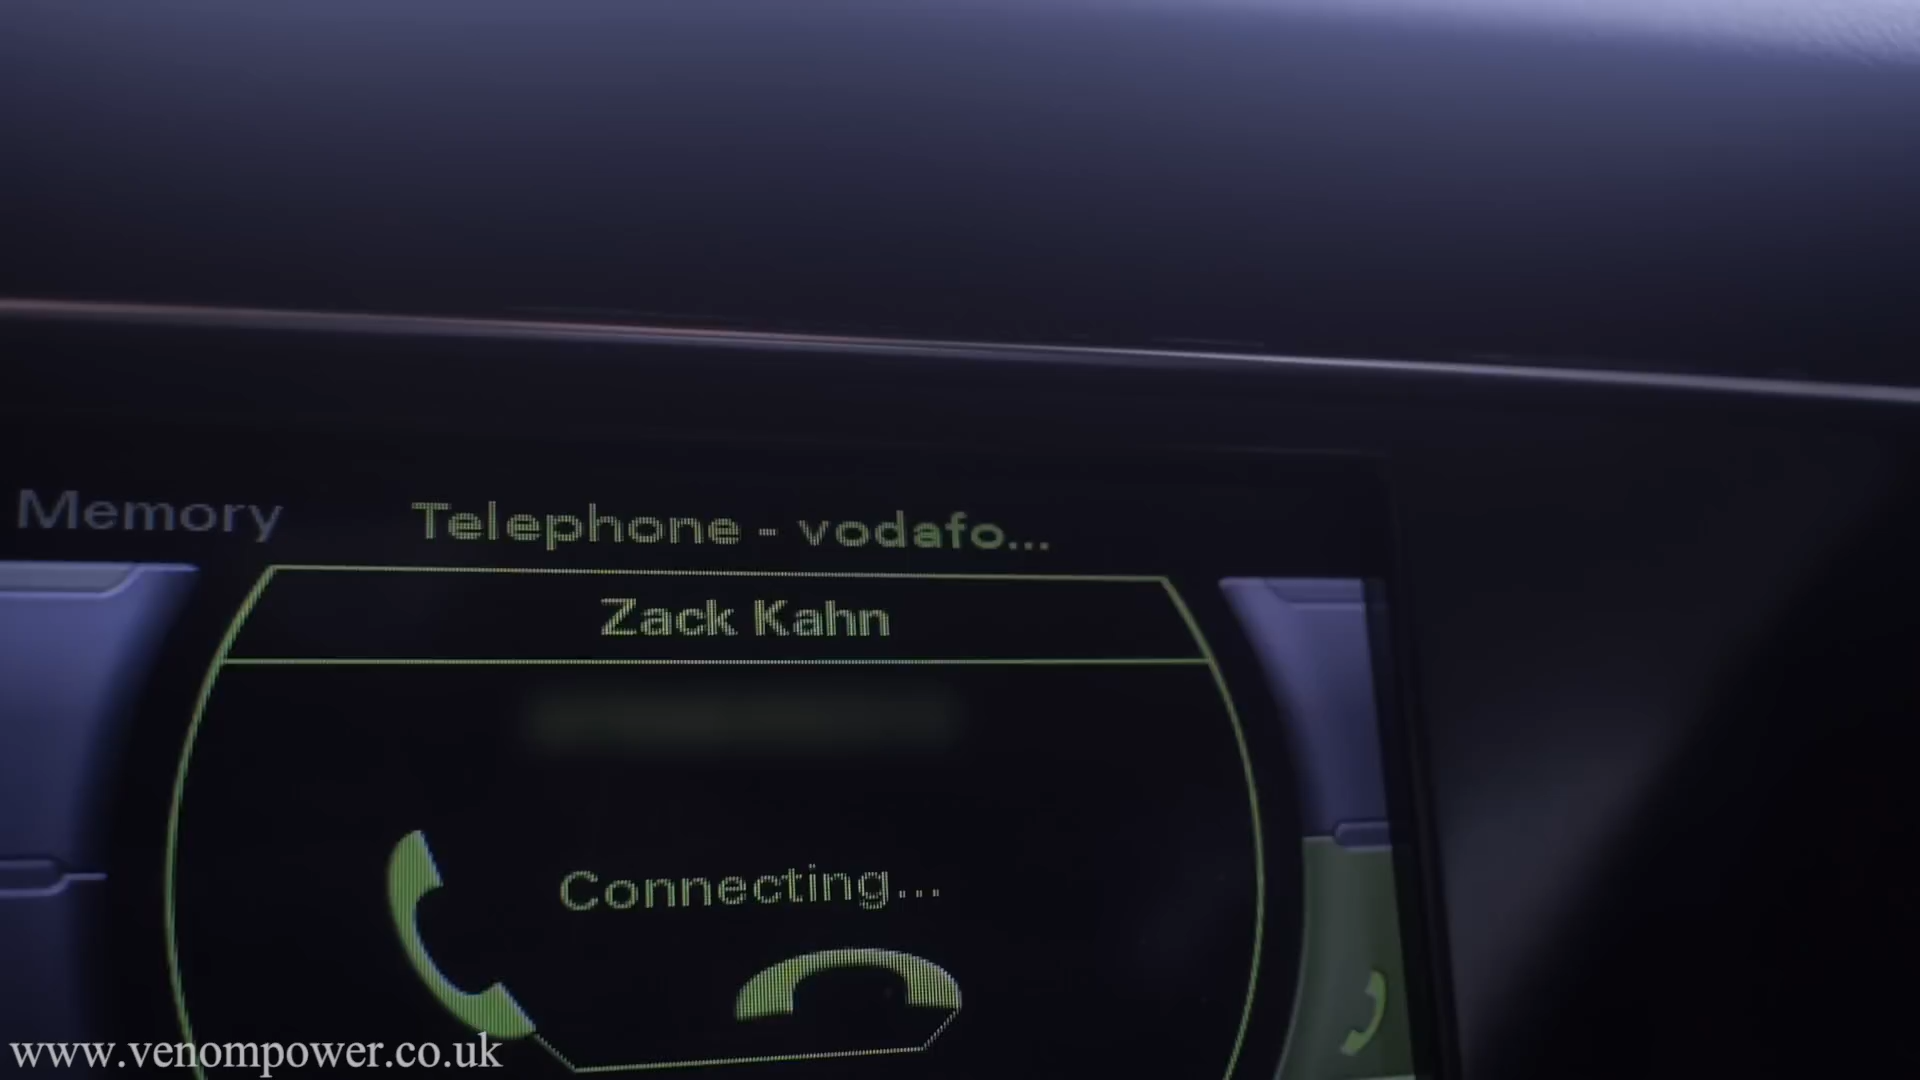 Memory
Telephone - vodafo...
Zack Kahn
Connecting...
www.venompower.co.uk